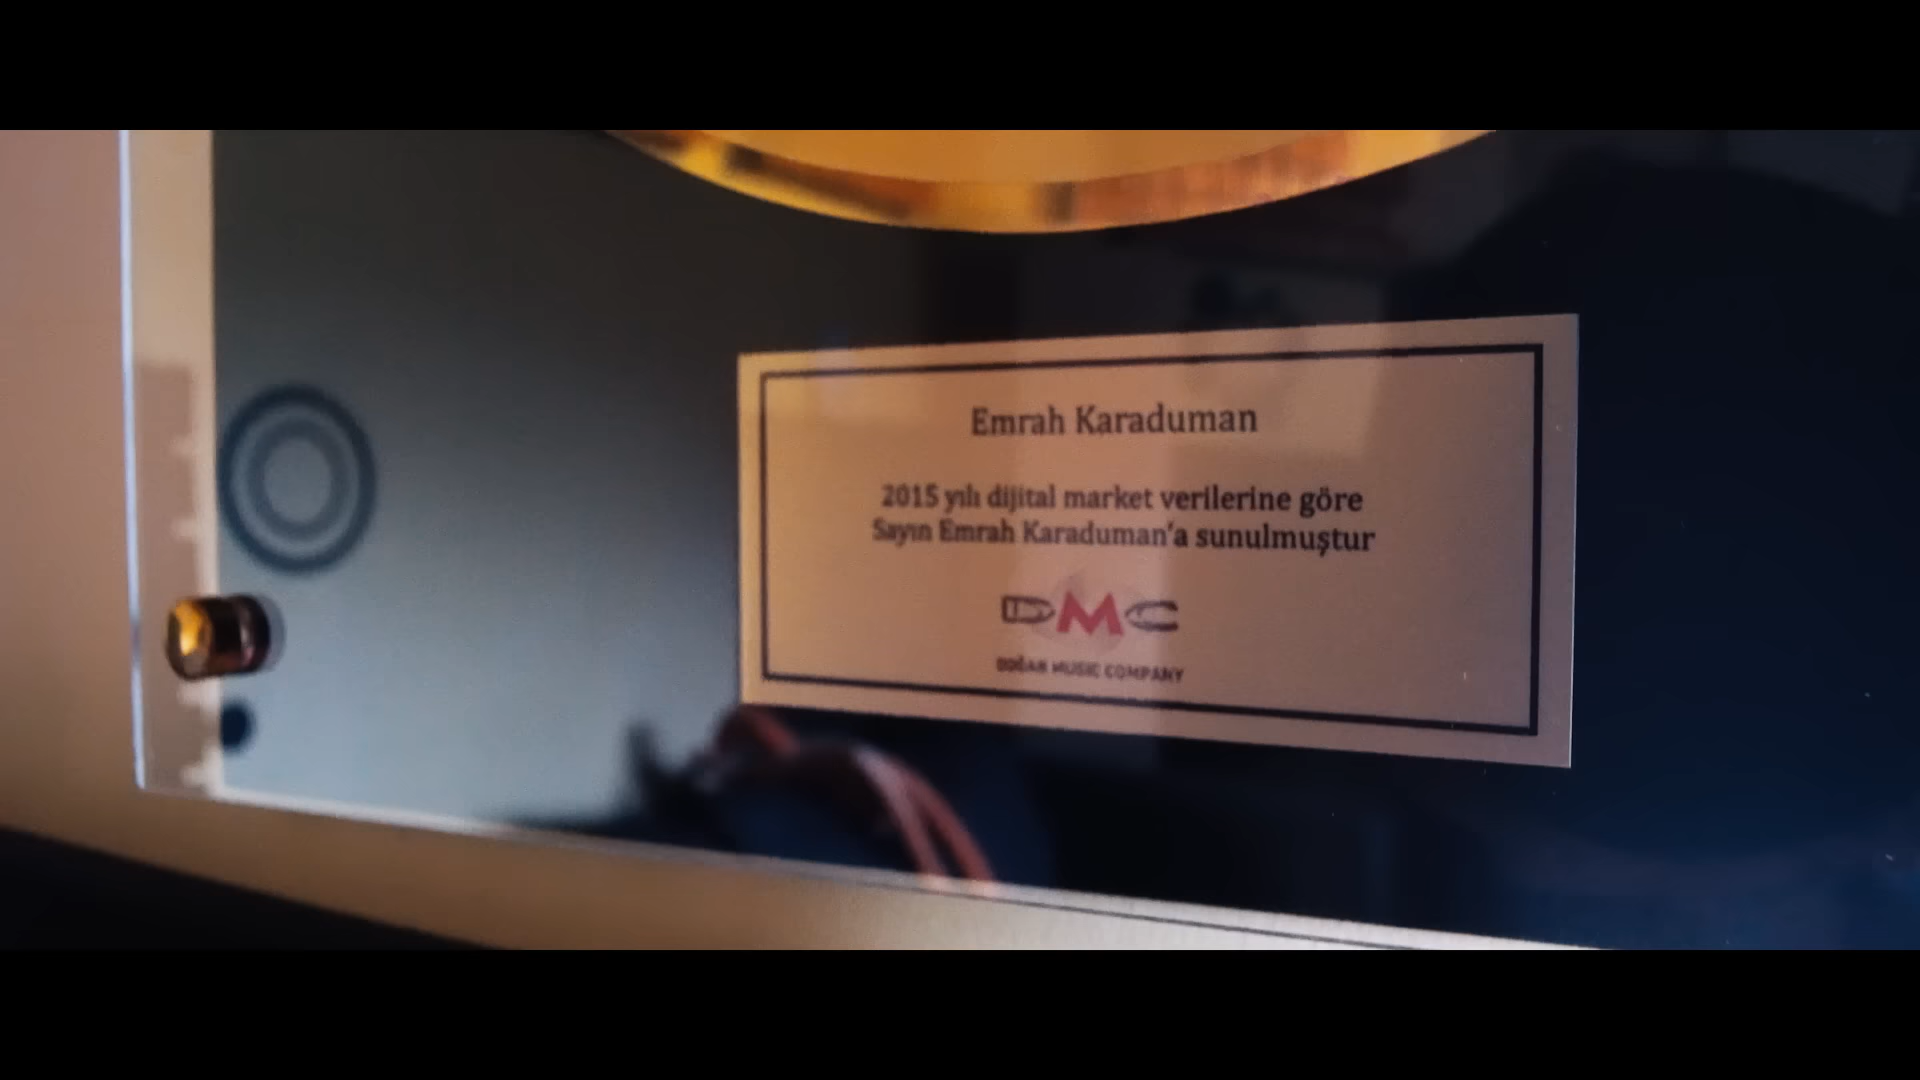 Emrah Karaduman
2015 yılı dijital market verilerine göre
Sayın Emrah Karaduman'a sunulmuştur
DMC
DOĞAN MUSIC COMPANY